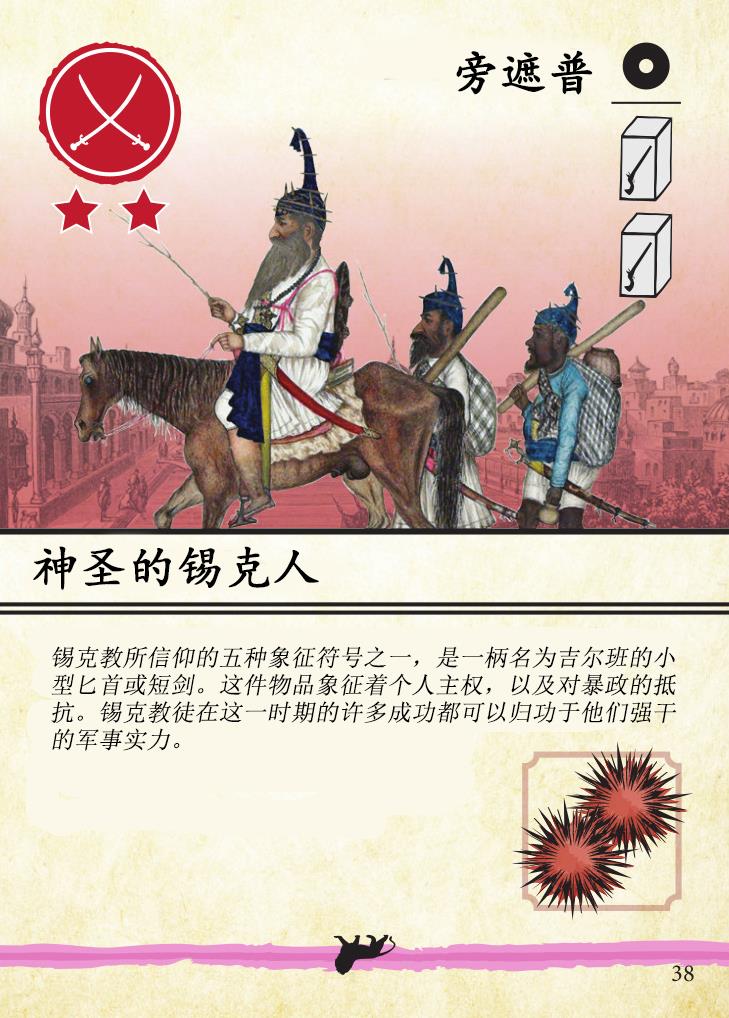 旁遮普
神圣的锡克人
锡克教所信仰的五种象征符号之一，是一柄名为吉尔班的小
型匕首或短剑。这件物品象征着个人主权，以及对暴政的抵
抗。锡克教徒在这一时期的许多成功都可以归功于他们强干
的军事实力。
38